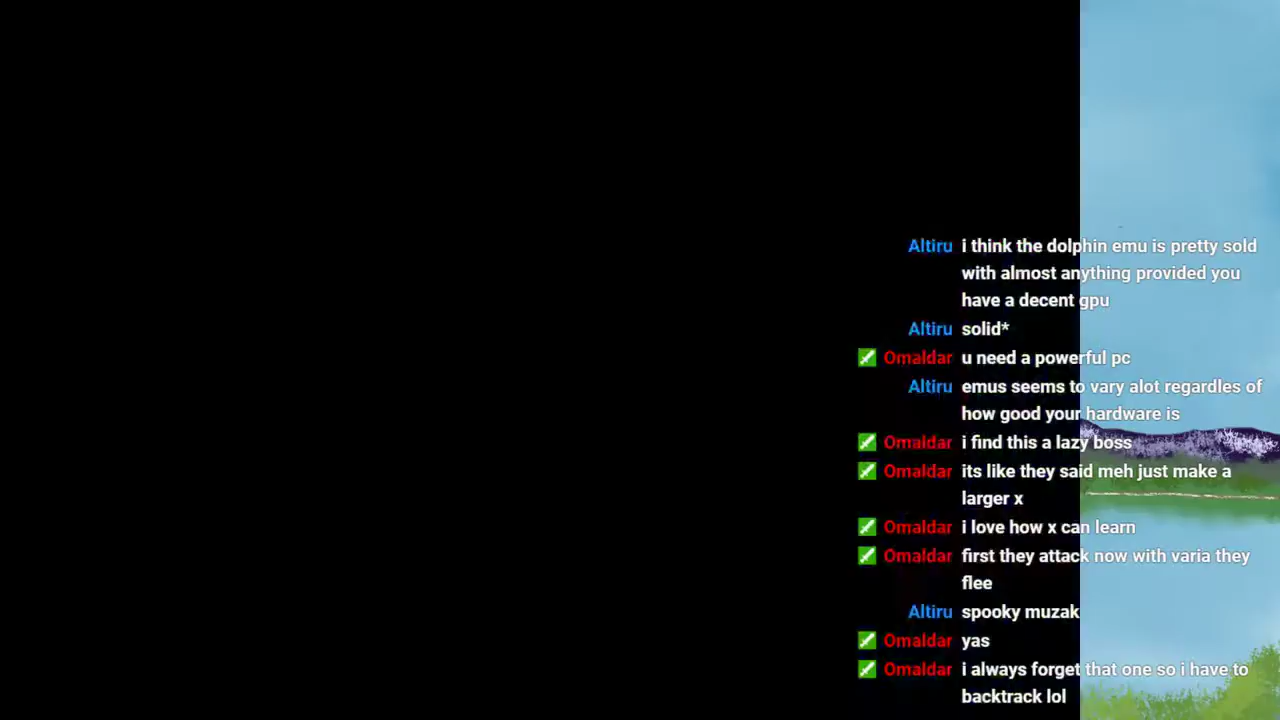 Altiru i think the dolphin emu is pretty sold
with almost anything provided you
have a decent gpu
Altiru solid*
Omaldar u need a powerful pc
Altiru emus seems to vary alot regardles of
how good your hardware is
Omaldar i find this a lazy boss
Omaldar its like they said meh just make a
larger x
Omaldar i love how x can learn
Omaldar first they attack now with varia they
flee
Altiru spooky muzak
Omaldar yas
Omaldar i always forget that one so i have to
backtrack lol